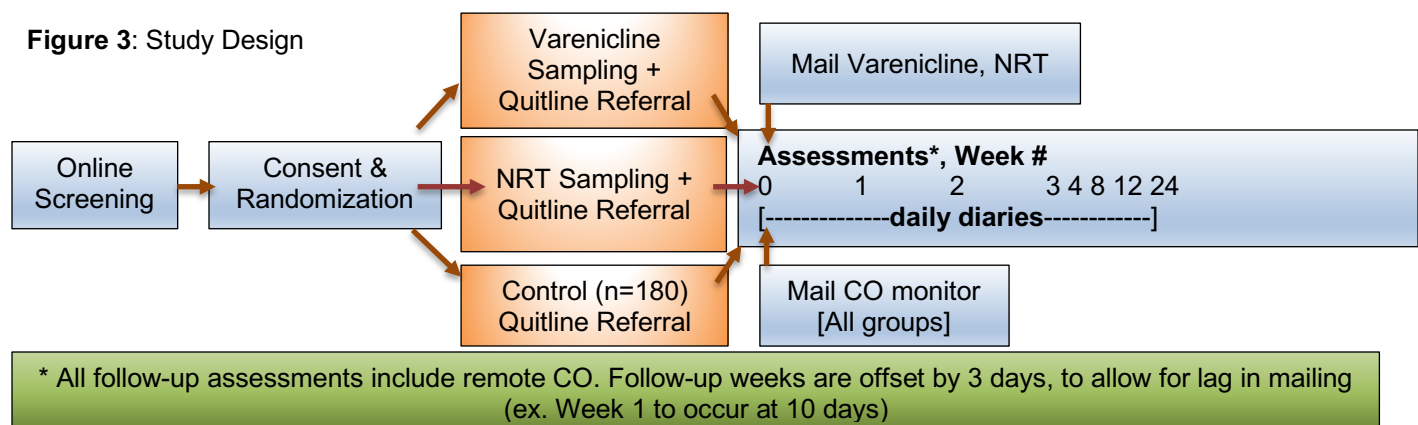 Figure 3: Study Design
Online
Screening
Consent &
Randomization
Varenicline
Sampling +
Quitline Referral
NRT Sampling +
Quitline Referral
Control (n=180)
Quitline Referral
Mail Varenicline, NRT
Assessments*, Week #
0 1 2 3 4 8 12 24
[--------------daily diaries------------]
Mail CO monitor
[All groups]
* All follow-up assessments include remote CO. Follow-up weeks are offset by 3 days, to allow for lag in mailing
(ex. Week 1 to occur at 10 days)